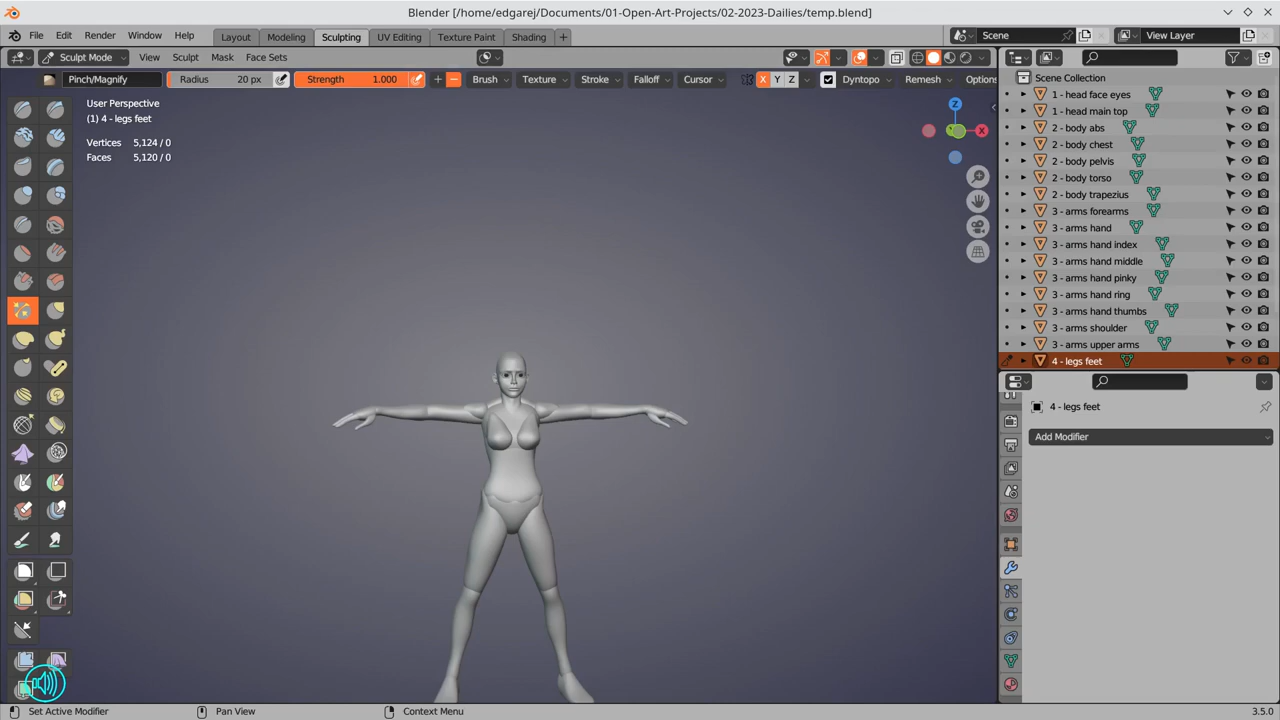 Blender [/home/edgarej/Documents/01-Open-Art-Projects/02-2023-Dailies/temp.blend]
File Edit Render Window Help Layout Modeling Sculpting UV Editing Texture Paint Shading + Scene View Layer
Sculpt Mode View Sculpt Mask Face Sets
Pinch/Magnify Radius 20 px Strength 1.000 + − Brush Texture Stroke Falloff Cursor X Y Z Dyntopo Remesh Options
User Perspective
(1) 4 - legs feet
Vertices 5,124 / 0
Faces 5,120 / 0
Z
Y
X
Scene Collection
1 - head face eyes
1 - head main top
2 - body abs
2 - body chest
2 - body pelvis
2 - body torso
2 - body trapezius
3 - arms forearms
3 - arms hand
3 - arms hand index
3 - arms hand middle
3 - arms hand pinky
3 - arms hand ring
3 - arms hand thumbs
3 - arms shoulder
3 - arms upper arms
4 - legs feet
4 - legs feet
Add Modifier
Set Active Modifier Pan View Context Menu 3.5.0